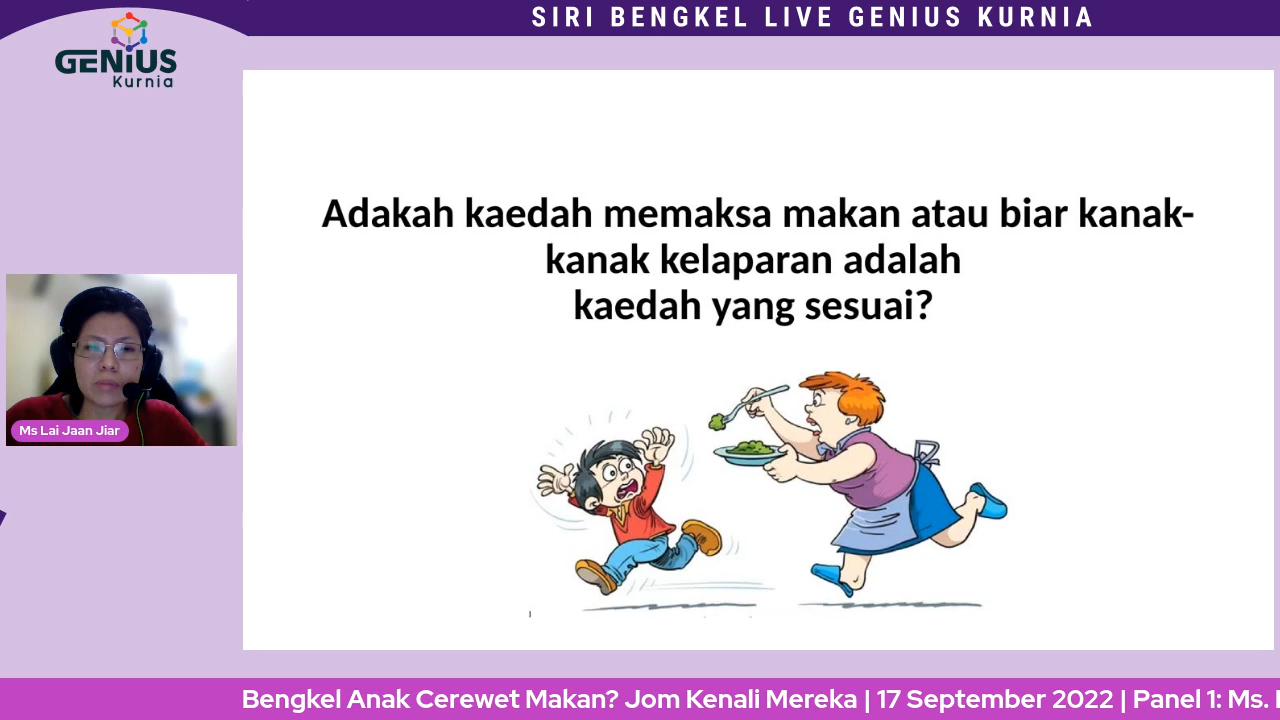 SIRI BENGKEL LIVE GENIUS KURNIA
GENIUS
Kurnia
Adakah kaedah memaksa makan atau biar kanak-
kanak kelaparan adalah
kaedah yang sesuai?
Ms Lai Jaan Jiar
Bengkel Anak Cerewet Makan? Jom Kenali Mereka | 17 September 2022 | Panel 1: Ms.